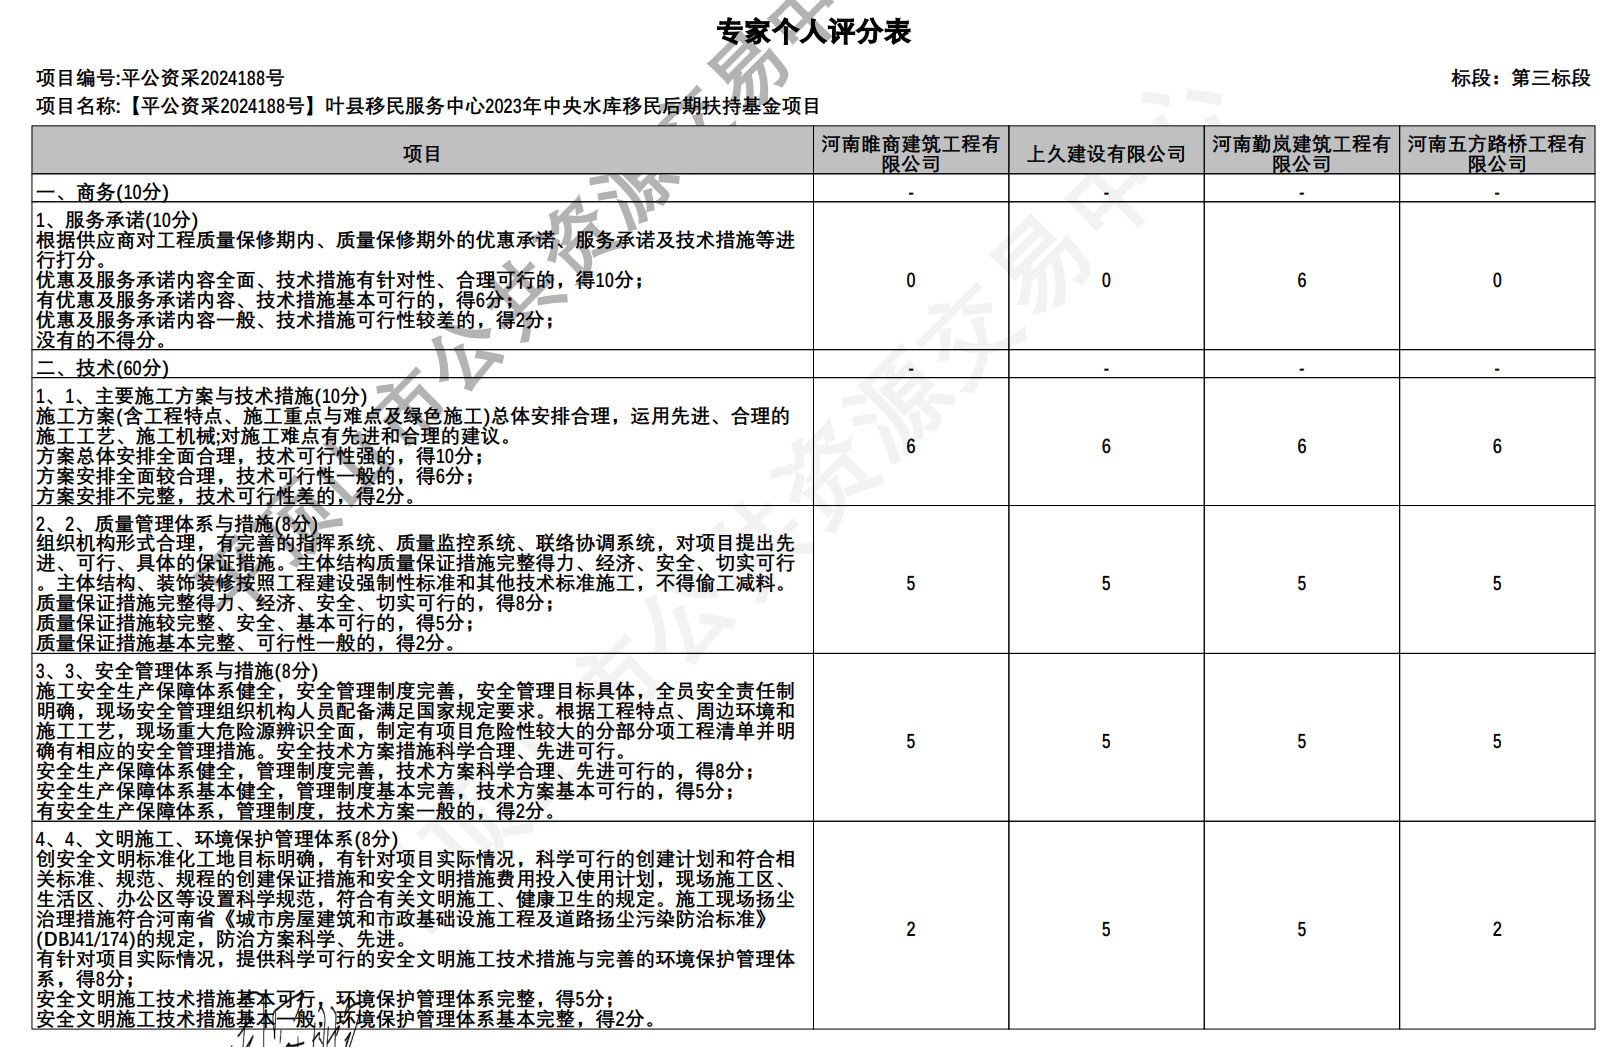 专家个人评分表
项目编号:平公资采2024188号
标段：第三标段
项目名称:【平公资采2024188号】叶县移民服务中心2023年中央水库移民后期扶持基金项目
项目
河南睢商建筑工程有
限公司
上久建设有限公司
河南勤岚建筑工程有
限公司
河南五方路桥工程有
限公司
一、商务(10分)
-
-
-
-
1、服务承诺(10分)
根据供应商对工程质量保修期内、质量保修期外的优惠承诺、服务承诺及技术措施等进
行打分。
优惠及服务承诺内容全面、技术措施有针对性、合理可行的，得10分；
有优惠及服务承诺内容、技术措施基本可行的，得6分；
优惠及服务承诺内容一般、技术措施可行性较差的，得2分；
没有的不得分。
0
0
6
0
二、技术(60分)
-
-
-
-
1、1、主要施工方案与技术措施(10分)
施工方案(含工程特点、施工重点与难点及绿色施工)总体安排合理，运用先进、合理的
施工工艺、施工机械;对施工难点有先进和合理的建议。
方案总体安排全面合理，技术可行性强的，得10分；
方案安排全面较合理，技术可行性一般的，得6分；
方案安排不完整，技术可行性差的，得2分。
6
6
6
6
2、2、质量管理体系与措施(8分)
组织机构形式合理，有完善的指挥系统、质量监控系统、联络协调系统，对项目提出先
进、可行、具体的保证措施。主体结构质量保证措施完整得力、经济、安全、切实可行
。主体结构、装饰装修按照工程建设强制性标准和其他技术标准施工，不得偷工减料。
质量保证措施完整得力、经济、安全、切实可行的，得8分；
质量保证措施较完整、安全、基本可行的，得5分；
质量保证措施基本完整、可行性一般的，得2分。
5
5
5
5
3、3、安全管理体系与措施(8分)
施工安全生产保障体系健全，安全管理制度完善，安全管理目标具体，全员安全责任制
明确，现场安全管理组织机构人员配备满足国家规定要求。根据工程特点、周边环境和
施工工艺，现场重大危险源辨识全面，制定有项目危险性较大的分部分项工程清单并明
确有相应的安全管理措施。安全技术方案措施科学合理、先进可行。
安全生产保障体系健全，管理制度完善，技术方案科学合理、先进可行的，得8分；
安全生产保障体系基本健全，管理制度基本完善，技术方案基本可行的，得5分；
有安全生产保障体系，管理制度，技术方案一般的，得2分。
5
5
5
5
4、4、文明施工、环境保护管理体系(8分)
创安全文明标准化工地目标明确，有针对项目实际情况，科学可行的创建计划和符合相
关标准、规范、规程的创建保证措施和安全文明措施费用投入使用计划，现场施工区、
生活区、办公区等设置科学规范，符合有关文明施工、健康卫生的规定。施工现场扬尘
治理措施符合河南省《城市房屋建筑和市政基础设施工程及道路扬尘污染防治标准》
(DBJ41/174)的规定，防治方案科学、先进。
有针对项目实际情况，提供科学可行的安全文明施工技术措施与完善的环境保护管理体
系，得8分；
安全文明施工技术措施基本可行，环境保护管理体系完整，得5分；
安全文明施工技术措施基本一般，环境保护管理体系基本完整，得2分。
2
5
5
2
平顶山市公共资源交易中
顶山市公共资源交易中心